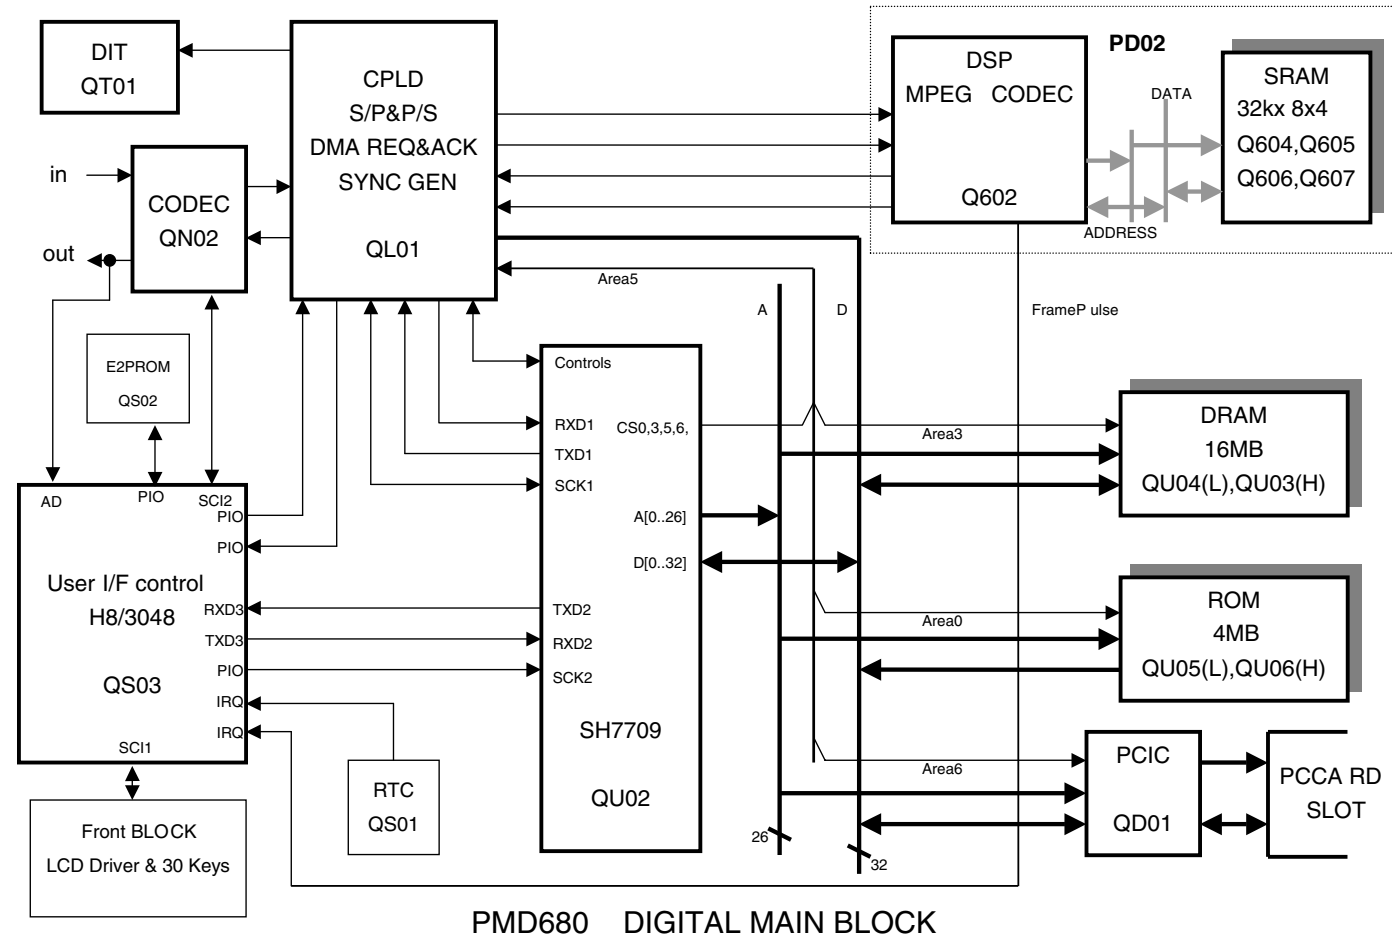 DIT
QT01
CPLD
S/P&P/S
DMA REQ&ACK
SYNC GEN
QL01
PD02
DSP
MPEG CODEC
Q602
DATA
ADDRESS
SRAM
32kx 8x4
Q604,Q605
Q606,Q607
in
out
CODEC
QN02
Area5
A
D
FrameP ulse
E2PROM
QS02
Controls
RXD1
TXD1
SCK1
CS0,3,5,6,
A[0..26]
D[0..32]
TXD2
RXD2
SCK2
SH7709
QU02
Area3
DRAM
16MB
QU04(L),QU03(H)
AD
PIO
SCI2
PIO
PIO
User I/F control
H8/3048
QS03
RXD3
TXD3
PIO
IRQ
IRQ
SCI1
Area0
ROM
4MB
QU05(L),QU06(H)
Area6
PCIC
QD01
PCCA RD
SLOT
RTC
QS01
Front BLOCK
LCD Driver & 30 Keys
26
32
PMD680 DIGITAL MAIN BLOCK